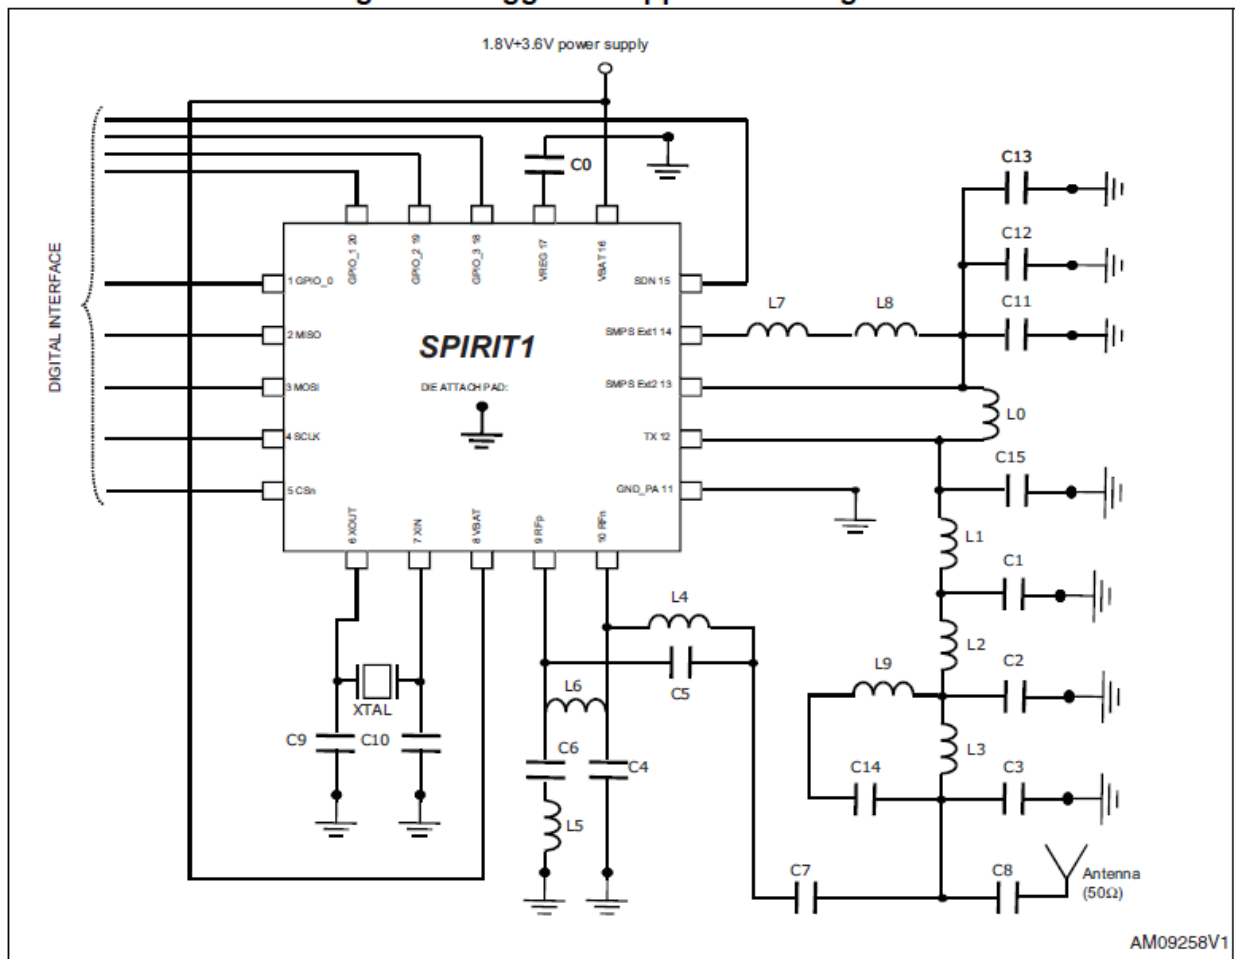 1.8V÷3.6V power supply
C0
C13
GPIO_1 20
GPIO_2 19
GPIO_3 18
VREG 17
VBAT 16
C12
DIGITAL INTERFACE
1 GPIO_0
SDN 15
L7
L8
C11
2 MISO
SPIRIT1
SMPS Ext1 14
3 MOSI
DIE ATTACH PAD:
SMPS Ext2 13
L0
4 SCLK
TX 12
C15
5 CSn
GND_PA 11
6 XOUT
7 XIN
8 VBAT
9 RFp
10 RFn
L1
C1
L4
L2
C2
L9
C5
L6
XTAL
C9
C10
C6
C4
L3
C14
C3
L5
C7
C8
Antenna
(50Ω)
AM09258V1